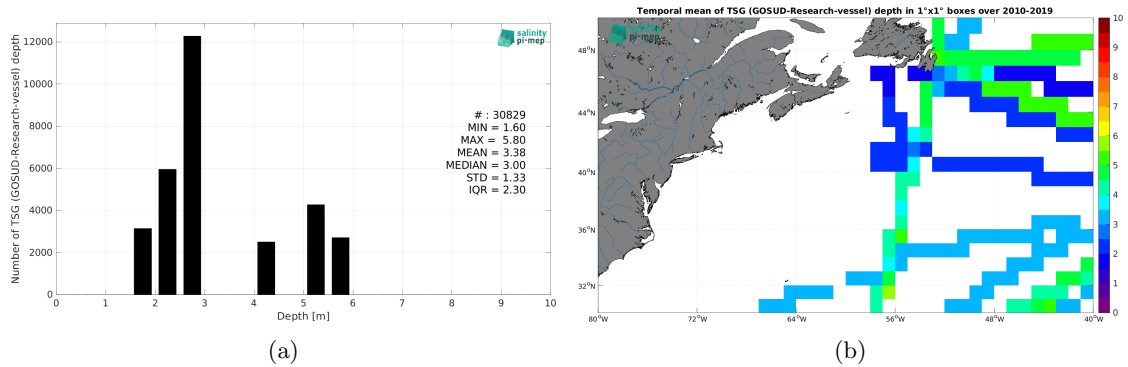 Number of TSG (GOSUD-Research-vessel) depth
12000
10000
8000
6000
4000
2000
0
salinity
pi-mep
# : 30829
MIN = 1.60
MAX = 5.80
MEAN = 3.38
MEDIAN = 3.00
STD = 1.33
IQR = 2.30
0 1 2 3 4 5 6 7 8 9 10
Depth [m]
(a)
Temporal mean of TSG (GOSUD-Research-vessel) depth in 1°x1° boxes over 2010-2019
salinity
pi-mep
48°N
44°N
40°N
36°N
32°N
80°W 72°W 64°W 56°W 48°W 40°W
10
9
8
7
6
5
4
3
2
1
0
(b)